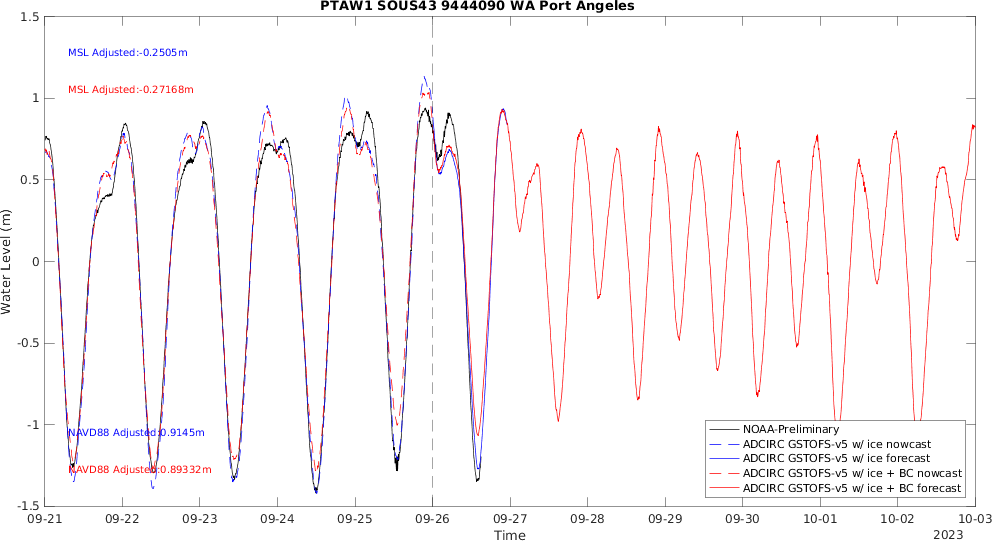 PTAW1 SOUS43 9444090 WA Port Angeles
Water Level (m)
1.5
1
0.5
0
-0.5
-1
-1.5
MSL Adjusted:-0.2505m
MSL Adjusted:-0.27168m
NAVD88 Adjusted:0.9145m
NAVD88 Adjusted:0.89332m
NOAA-Preliminary
ADCIRC GSTOFS-v5 w/ ice nowcast
ADCIRC GSTOFS-v5 w/ ice forecast
ADCIRC GSTOFS-v5 w/ ice + BC nowcast
ADCIRC GSTOFS-v5 w/ ice + BC forecast
09-21 09-22 09-23 09-24 09-25 09-26 09-27 09-28 09-29 09-30 10-01 10-02 10-03
Time
2023